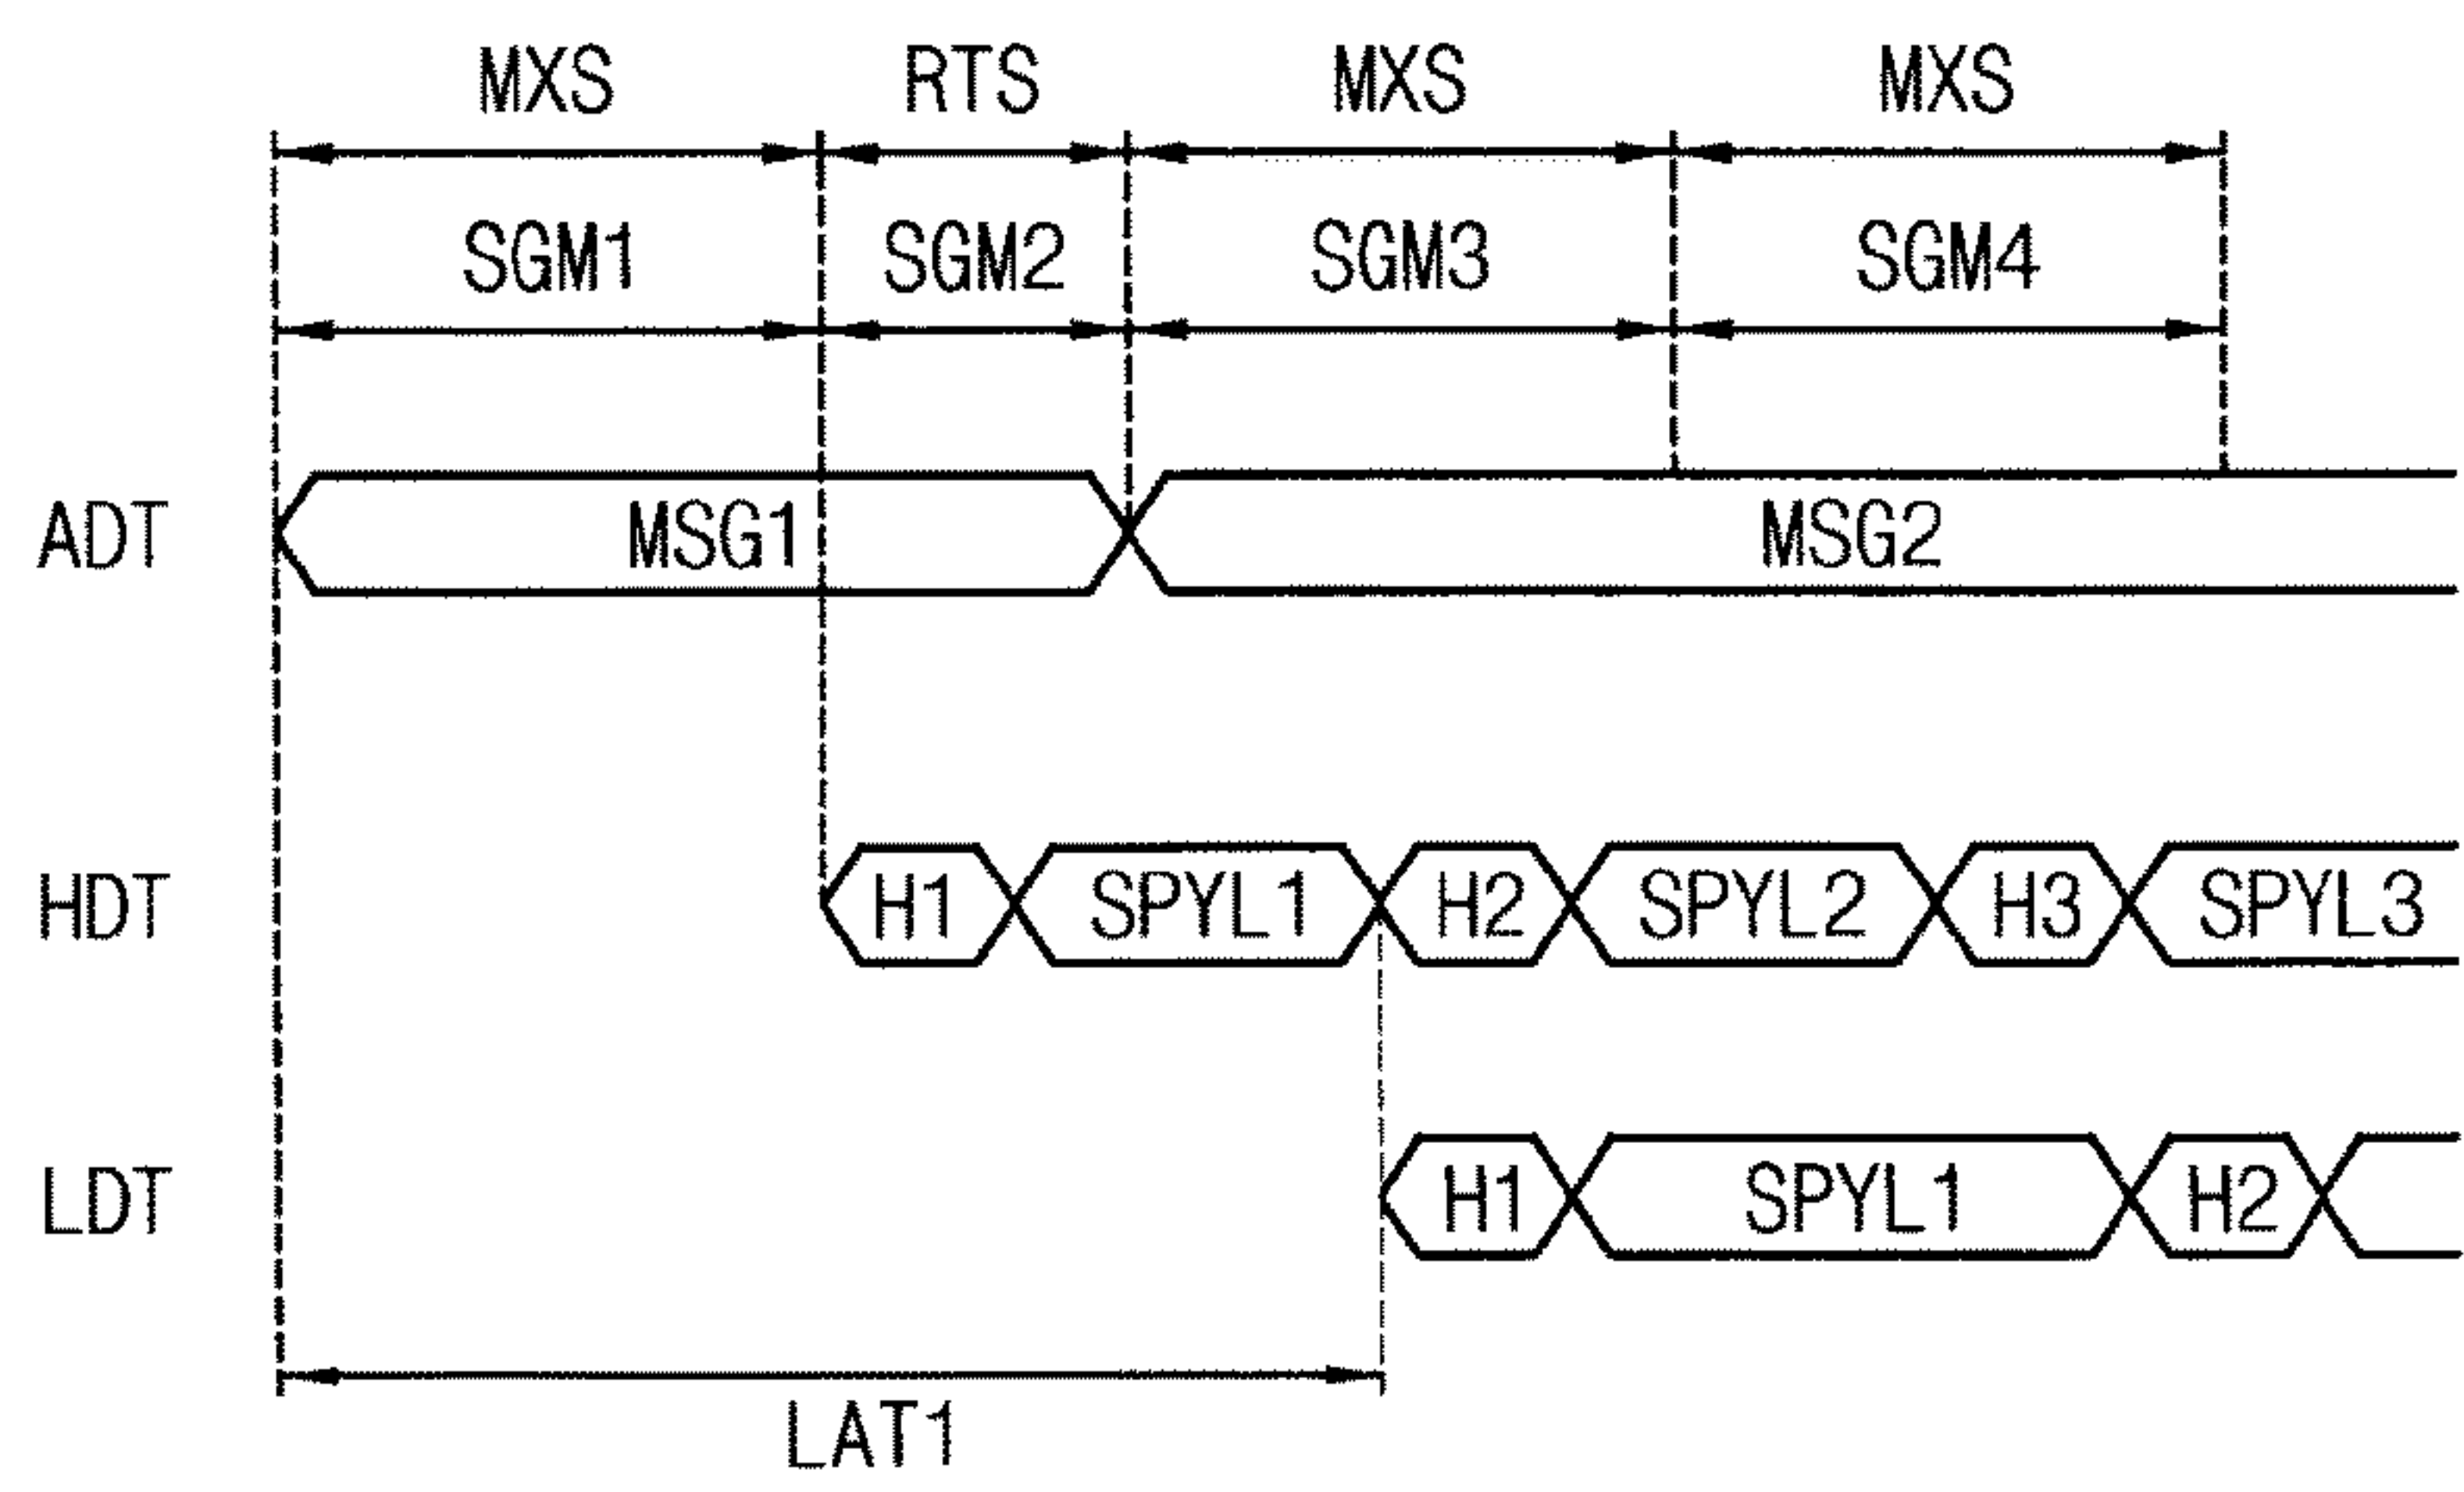 MXS RTS MXS MXS
SGM1 SGM2 SGM3 SGM4
ADT MSG1 MSG2
HDT H1 SPYL1 H2 SPYL2 H3 SPYL3
LDT H1 SPYL1 H2
LAT1